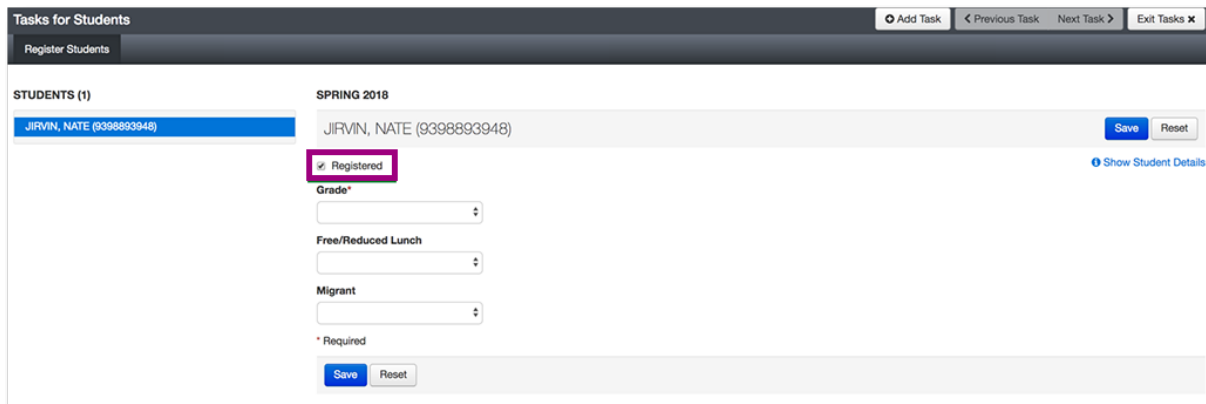 Tasks for Students
Add Task
Previous Task
Next Task
Exit Tasks
Register Students
STUDENTS (1)
JIRVIN, NATE (9398893948)
SPRING 2018
JIRVIN, NATE (9398893948)
Save
Reset
Registered
Show Student Details
Grade*
Free/Reduced Lunch
Migrant
* Required
Save
Reset